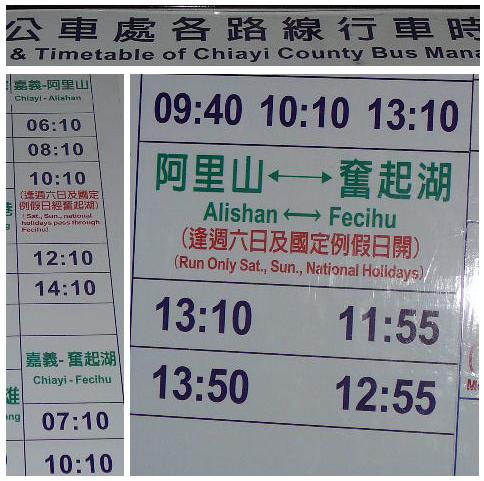 公車處各路線行車時
& Timetable of Chiayi County Bus Mana
嘉義-阿里山
Chiayi - Alishan
06:10
08:10
10:10
(逢週六日及國定
例假日經奮起湖)
(Sat., Sun., national
holidays pass through
Fecihu)
12:10
14:10
嘉義- 奮起湖
Chiayi - Fecihu
07:10
10:10
雄
09:40 10:10 13:10
阿里山⟷奮起湖
Alishan ⟷ Fecihu
(逢週六日及國定例假日開)
(Run Only Sat., Sun., National Holidays)
13:10 11:55
13:50 12:55